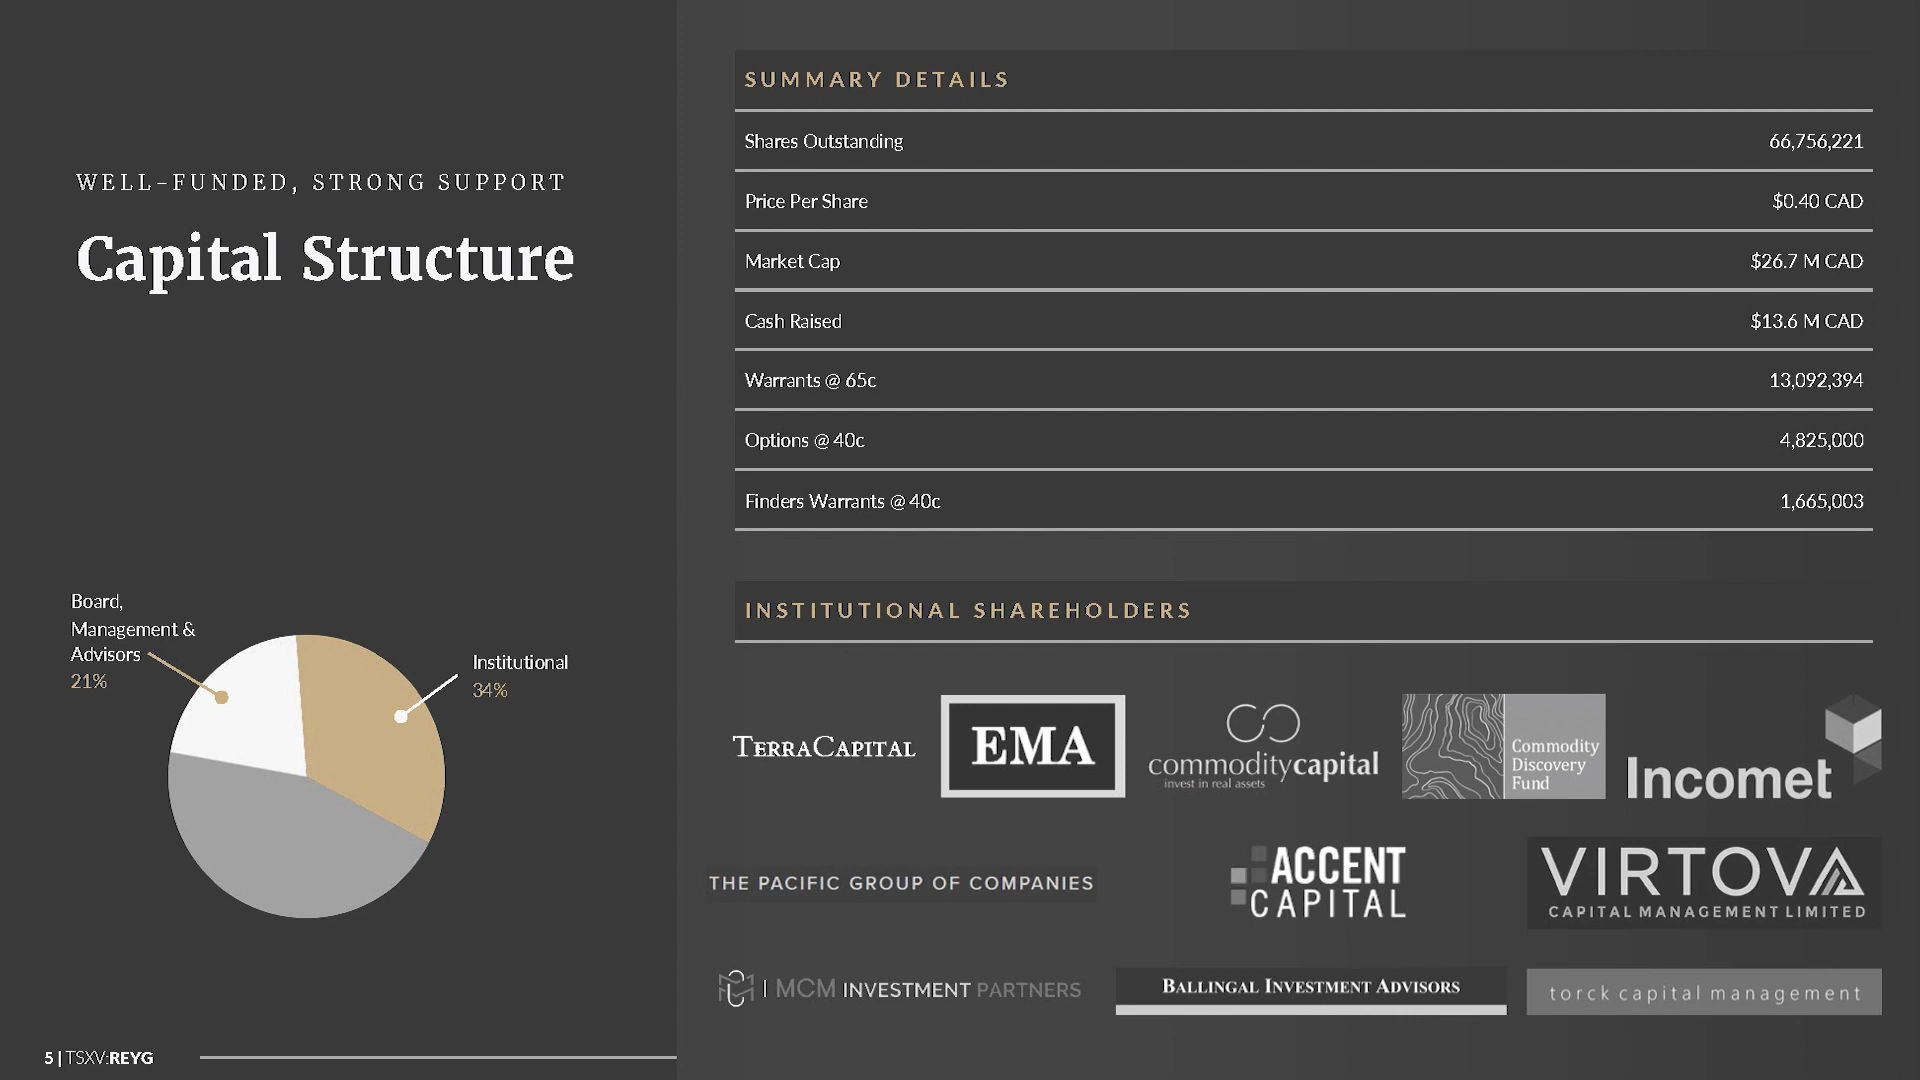 WELL-FUNDED, STRONG SUPPORT
Capital Structure
Board,
Management &
Advisors
21%
Institutional
34%
5 | TSXV:REYG
SUMMARY DETAILS
Shares Outstanding 66,756,221
Price Per Share $0.40 CAD
Market Cap $26.7 M CAD
Cash Raised $13.6 M CAD
Warrants @ 65c 13,092,394
Options @ 40c 4,825,000
Finders Warrants @ 40c 1,665,003
INSTITUTIONAL SHAREHOLDERS
TERRACAPITAL
EMA
commoditycapital
invest in real assets
Commodity
Discovery
Fund
Incomet
THE PACIFIC GROUP OF COMPANIES
ACCENT
CAPITAL
VIRTOVA
CAPITAL MANAGEMENT LIMITED
MCM INVESTMENT PARTNERS
BALLINGAL INVESTMENT ADVISORS
torck capital management